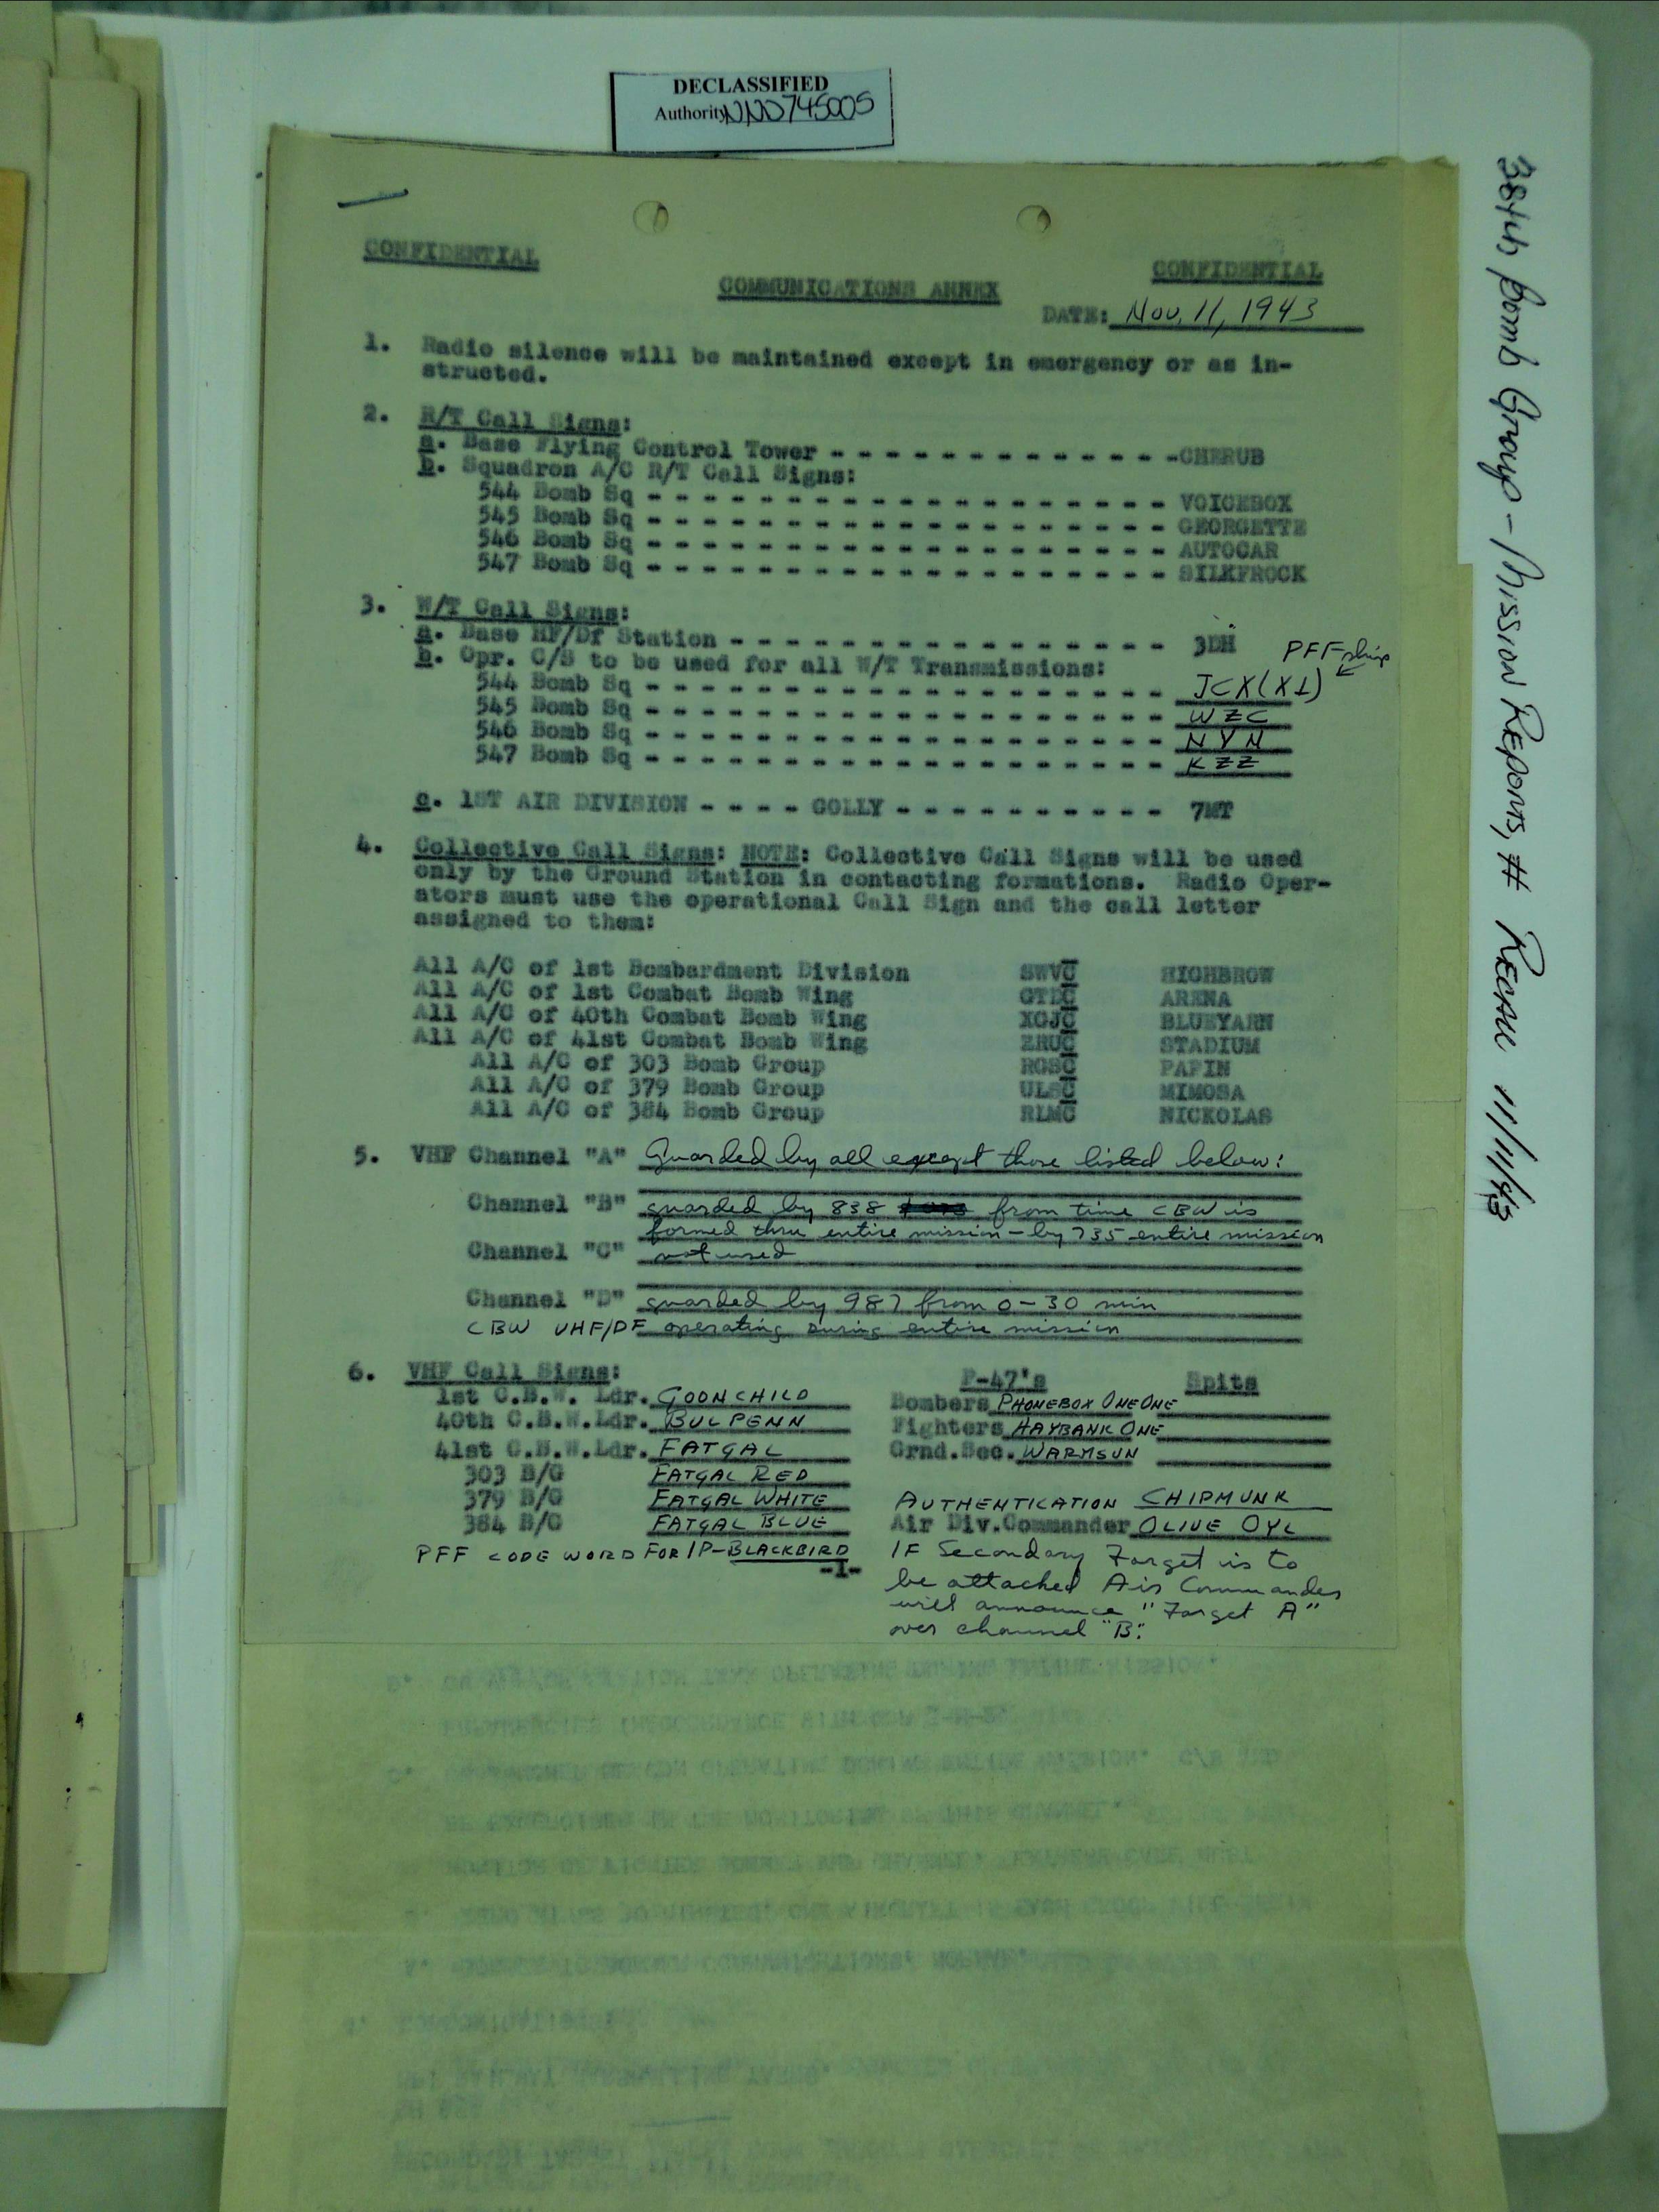 DECLASSIFIED
Authority NND745005
384th Bomb Group - Mission Reports, # Recall 11/11/43
CONFIDENTIAL
CONFIDENTIAL
COMMUNICATIONS ANNEX
DATE: Nov. 11, 1943
1. Radio silence will be maintained except in emergency or as in-
structed.
2. R/T Call Signs:
a. Base Flying Control Tower - - - - - - - - - - - - - -CHERUB
b. Squadron A/C R/T Call Signs:
544 Bomb Sq - - - - - - - - - - - - - - - - - - - VOICEBOX
545 Bomb Sq - - - - - - - - - - - - - - - - - - - GEORGETTE
546 Bomb Sq - - - - - - - - - - - - - - - - - - - AUTOCAR
547 Bomb Sq - - - - - - - - - - - - - - - - - - - SILKFROCK
3. W/T Call Signs:
a. Base HF/Df Station - - - - - - - - - - - - - - - - 3DH
PFF ship
b. Opr. C/S to be used for all W/T Transmissions:
544 Bomb Sq - - - - - - - - - - - - - - - - - - - JCX(X⊥)
545 Bomb Sq - - - - - - - - - - - - - - - - - - - WZC
546 Bomb Sq - - - - - - - - - - - - - - - - - - - NYN
547 Bomb Sq - - - - - - - - - - - - - - - - - - - KZZ
c. 1ST AIR DIVISION - - - - GOLLY - - - - - - - - - - 7MT
4. Collective Call Signs: NOTE: Collective Call Signs will be used
only by the Ground Station in contacting formations. Radio Oper-
ators must use the operational Call Sign and the call letter
assigned to them:
All A/C of 1st Bombardment Division SWVC̅ HIGHBROW
All A/C of 1st Combat Bomb Wing ARENA
All A/C of 40th Combat Bomb Wing XGJC̅ BLUEYARN
All A/C of 41st Combat Bomb Wing STADIUM
All A/C of 303 Bomb Group PAPIN
All A/C of 379 Bomb Group ULSC̅ MIMOSA
All A/C of 384 Bomb Group RLMC̅ NICKOLAS
5. VHF Channel "A" Guarded by all except those listed below:
Channel "B" guarded by 838 from time CBW is
formed thru entire mission - by 735 entire mission
Channel "C" not used
Channel "D" guarded by 987 from 0-30 min
CBW VHF/DF operating during entire mission
6. VHF Call Signs: P-47's Spits
1st C.B.W. Ldr. GOONCHILD Bombers PHONEBOX ONEONE
40th C.B.W.Ldr. BULPENN Fighters HAYBANK ONE
41st C.B.W.Ldr. FATGAL Grnd.Sec. WARMSUN
303 B/G FATGAL RED
379 B/G FATGAL WHITE AUTHENTICATION CHIPMUNK
384 B/G FATGAL BLUE Air Div.Commander OLIVE OYL
PFF CODE WORD FOR IP-BLACKBIRD
-1-
IF Secondary Target is to
be attached Air Commander
will announce "Target A"
over channel "B".